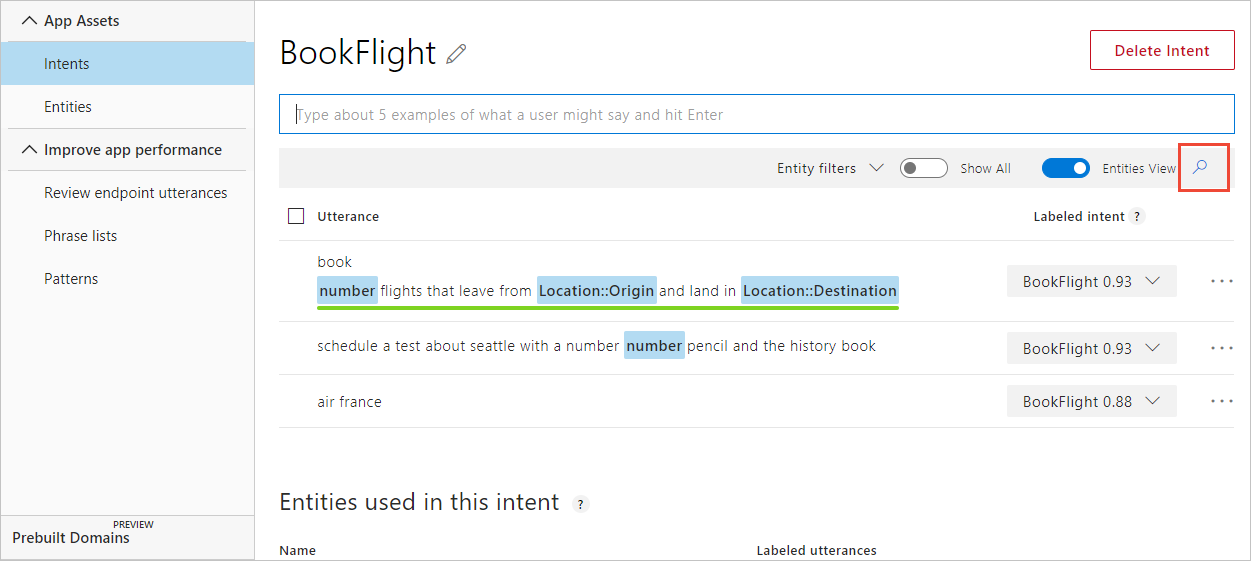 App Assets
Intents
Entities
Improve app performance
Review endpoint utterances
Phrase lists
Patterns
PREVIEW
Prebuilt Domains
BookFlight
Delete Intent
Type about 5 examples of what a user might say and hit Enter
Entity filters Show All Entities View
Utterance Labeled intent ?
book
number flights that leave from Location::Origin and land in Location::Destination BookFlight 0.93 ...
schedule a test about seattle with a number number pencil and the history book BookFlight 0.93 ...
air france BookFlight 0.88 ...
Entities used in this intent ?
Name Labeled utterances